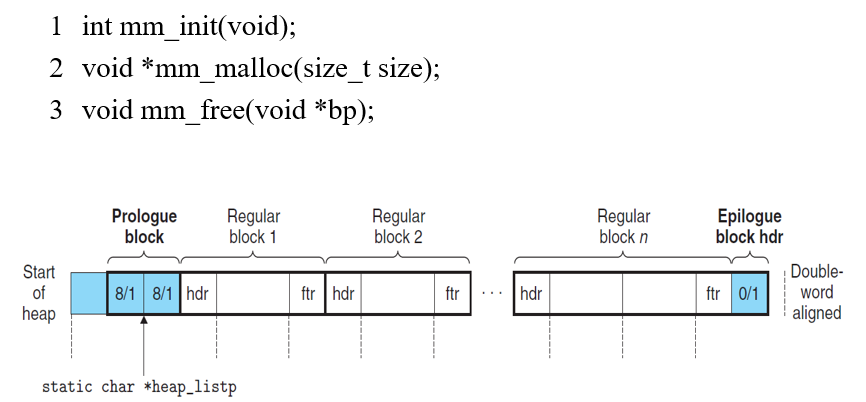 1 int mm_init(void);
2 void *mm_malloc(size_t size);
3 void mm_free(void *bp);
Prologue block
Regular block 1
Regular block 2
Regular block n
Epilogue block hdr
Start of heap
8/1 8/1 hdr ftr hdr ftr ... hdr ftr 0/1
Double-word aligned
static char *heap_listp